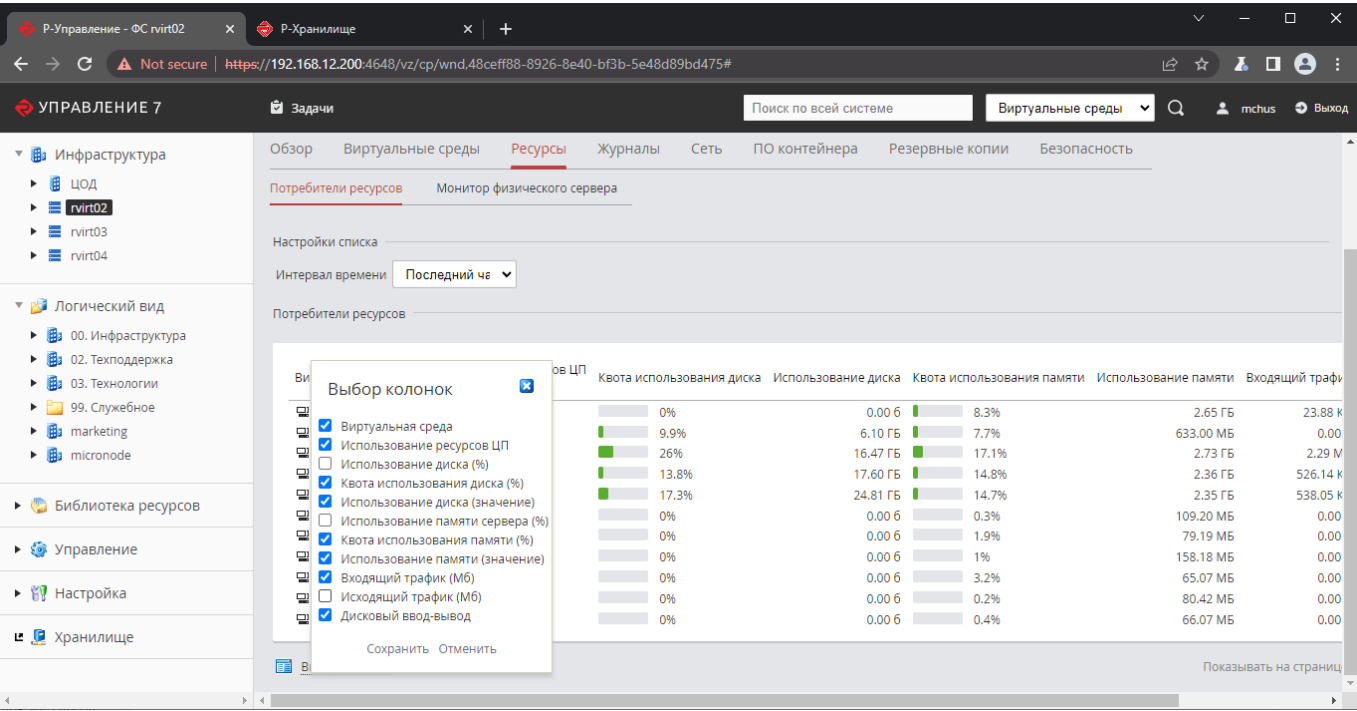 Р-Управление - ФС rvirt02
Р-Хранилище
Not secure https://192.168.12.200:4648/vz/cp/wnd,48ceff88-8926-8e40-bf3b-5e48d89bd475#
УПРАВЛЕНИЕ 7
Задачи
Поиск по всей системе
Виртуальные среды
mchus
Выход
Инфраструктура
ЦОД
rvirt02
rvirt03
rvirt04
Логический вид
00. Инфраструктура
02. Техподдержка
03. Технологии
99. Служебное
marketing
micronode
Библиотека ресурсов
Управление
Настройка
Хранилище
Обзор Виртуальные среды Ресурсы Журналы Сеть ПО контейнера Резервные копии Безопасность
Потребители ресурсов Монитор физического сервера
Настройки списка
Интервал времени Последний ча
Потребители ресурсов
Ви ов ЦП Квота использования диска Использование диска Квота использования памяти Использование памяти Входящий трафи
0% 0.00 б 8.3% 2.65 ГБ 23.88 К
9.9% 6.10 ГБ 7.7% 633.00 МБ 0.00
26% 16.47 ГБ 17.1% 2.73 ГБ 2.29 М
13.8% 17.60 ГБ 14.8% 2.36 ГБ 526.14 К
17.3% 24.81 ГБ 14.7% 2.35 ГБ 538.05 К
0% 0.00 б 0.3% 109.20 МБ 0.00
0% 0.00 б 1.9% 79.19 МБ 0.00
0% 0.00 б 1% 158.18 МБ 0.00
0% 0.00 б 3.2% 65.07 МБ 0.00
0% 0.00 б 0.2% 80.42 МБ 0.00
0% 0.00 б 0.4% 66.07 МБ 0.00
Выбор колонок
Виртуальная среда
Использование ресурсов ЦП
Использование диска (%)
Квота использования диска (%)
Использование диска (значение)
Использование памяти сервера (%)
Квота использования памяти (%)
Использование памяти (значение)
Входящий трафик (Мб)
Исходящий трафик (Мб)
Дисковый ввод-вывод
Сохранить Отменить
В
Показывать на страниц